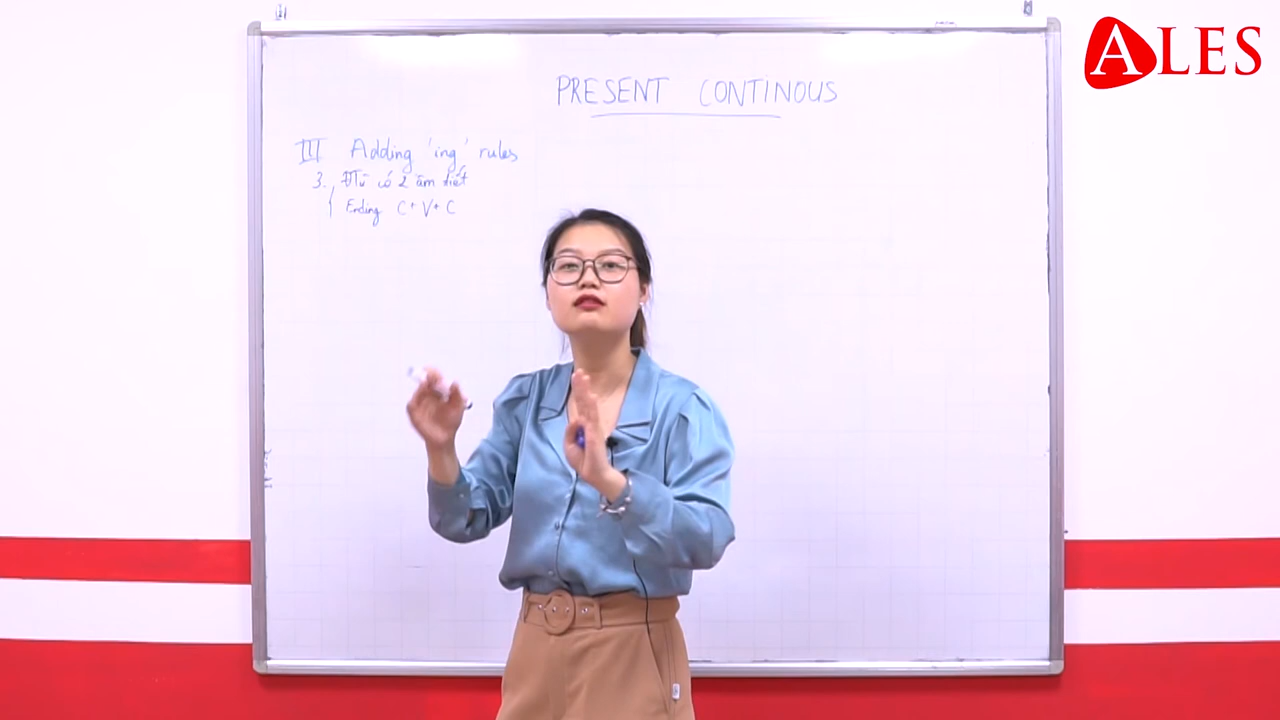 ALES
PRESENT CONTINOUS
III Adding 'ing' rules
3. ĐTừ có 2 âm tiết
Ending C + V + C